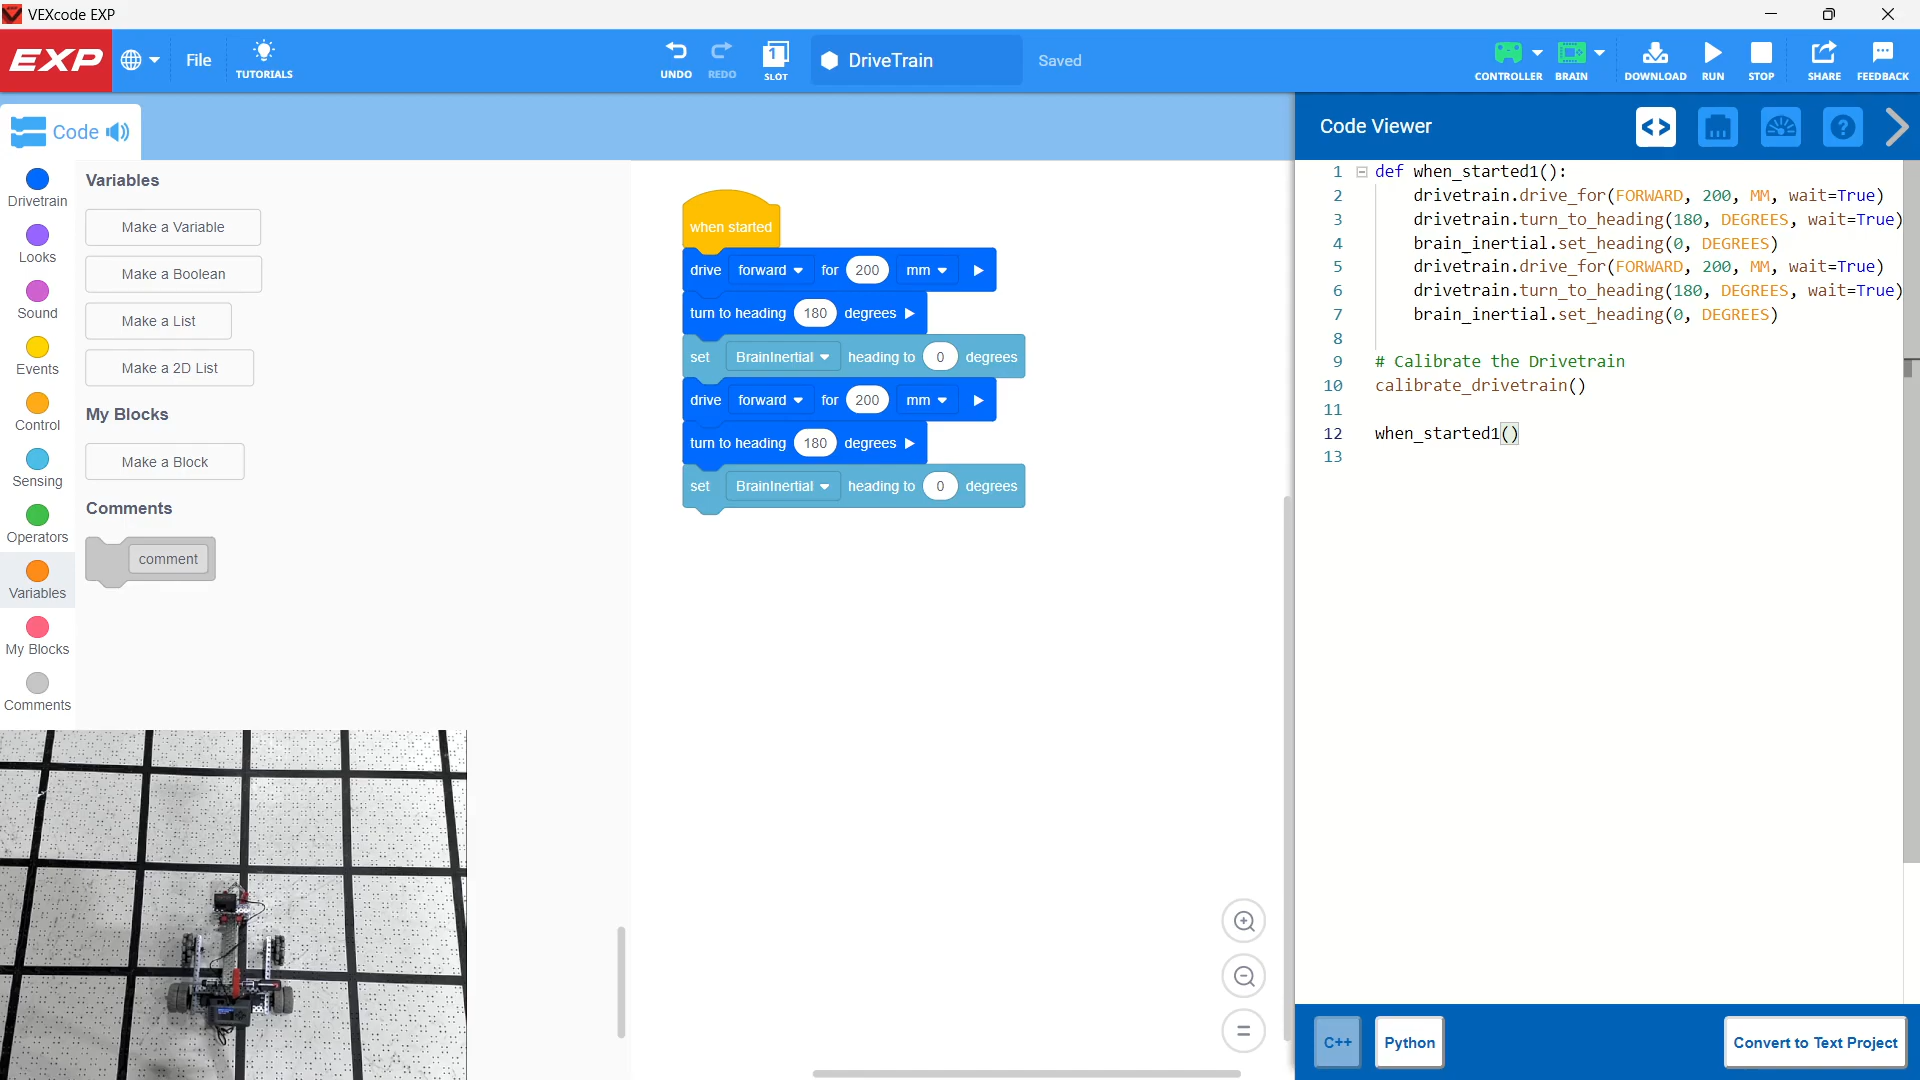 VEXcode EXP
EXP
File
TUTORIALS
UNDO
REDO
1
SLOT
DriveTrain
Saved
CONTROLLER
BRAIN
DOWNLOAD
RUN
STOP
SHARE
FEEDBACK
Code
Drivetrain
Looks
Sound
Events
Control
Sensing
Operators
Variables
My Blocks
Comments
Variables
Make a Variable
Make a Boolean
Make a List
Make a 2D List
My Blocks
Make a Block
Comments
comment
when started
drive forward for 200 mm
turn to heading 180 degrees
set BrainInertial heading to 0 degrees
drive forward for 200 mm
turn to heading 180 degrees
set BrainInertial heading to 0 degrees
Code Viewer
1 def when_started1():
2 drivetrain.drive_for(FORWARD, 200, MM, wait=True)
3 drivetrain.turn_to_heading(180, DEGREES, wait=True)
4 brain_inertial.set_heading(0, DEGREES)
5 drivetrain.drive_for(FORWARD, 200, MM, wait=True)
6 drivetrain.turn_to_heading(180, DEGREES, wait=True)
7 brain_inertial.set_heading(0, DEGREES)
8
9 # Calibrate the Drivetrain
10 calibrate_drivetrain()
11
12 when_started1()
13
C++
Python
Convert to Text Project